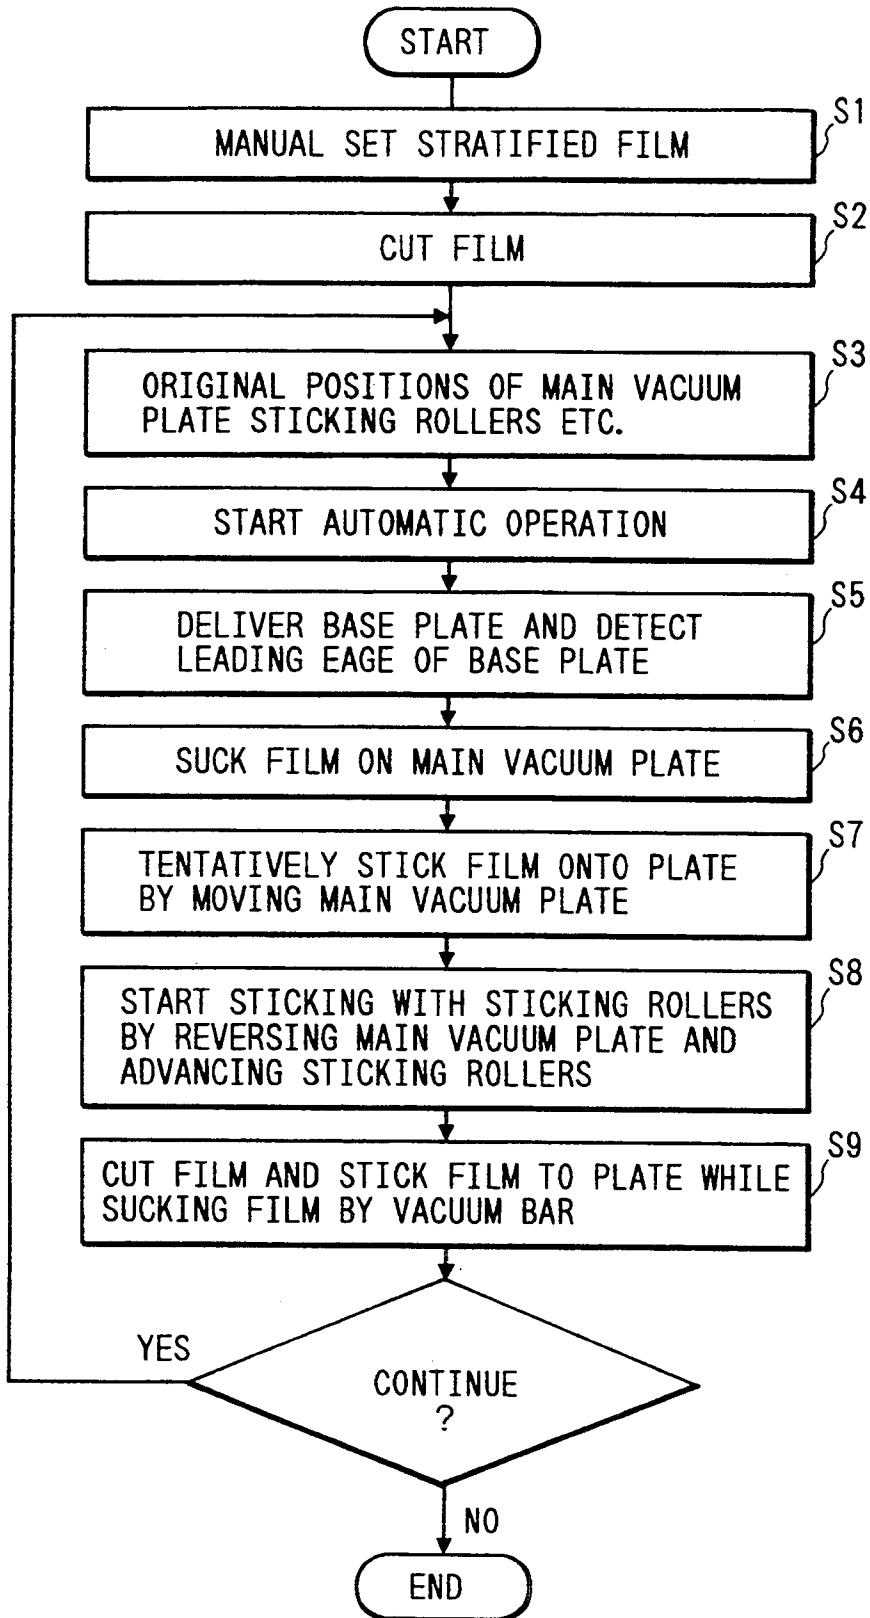 START
S1
MANUAL SET STRATIFIED FILM
S2
CUT FILM
S3
ORIGINAL POSITIONS OF MAIN VACUUM
PLATE STICKING ROLLERS ETC.
S4
START AUTOMATIC OPERATION
S5
DELIVER BASE PLATE AND DETECT
LEADING EAGE OF BASE PLATE
S6
SUCK FILM ON MAIN VACUUM PLATE
S7
TENTATIVELY STICK FILM ONTO PLATE
BY MOVING MAIN VACUUM PLATE
S8
START STICKING WITH STICKING ROLLERS
BY REVERSING MAIN VACUUM PLATE AND
ADVANCING STICKING ROLLERS
S9
CUT FILM AND STICK FILM TO PLATE WHILE
SUCKING FILM BY VACUUM BAR
YES
CONTINUE
?
NO
END